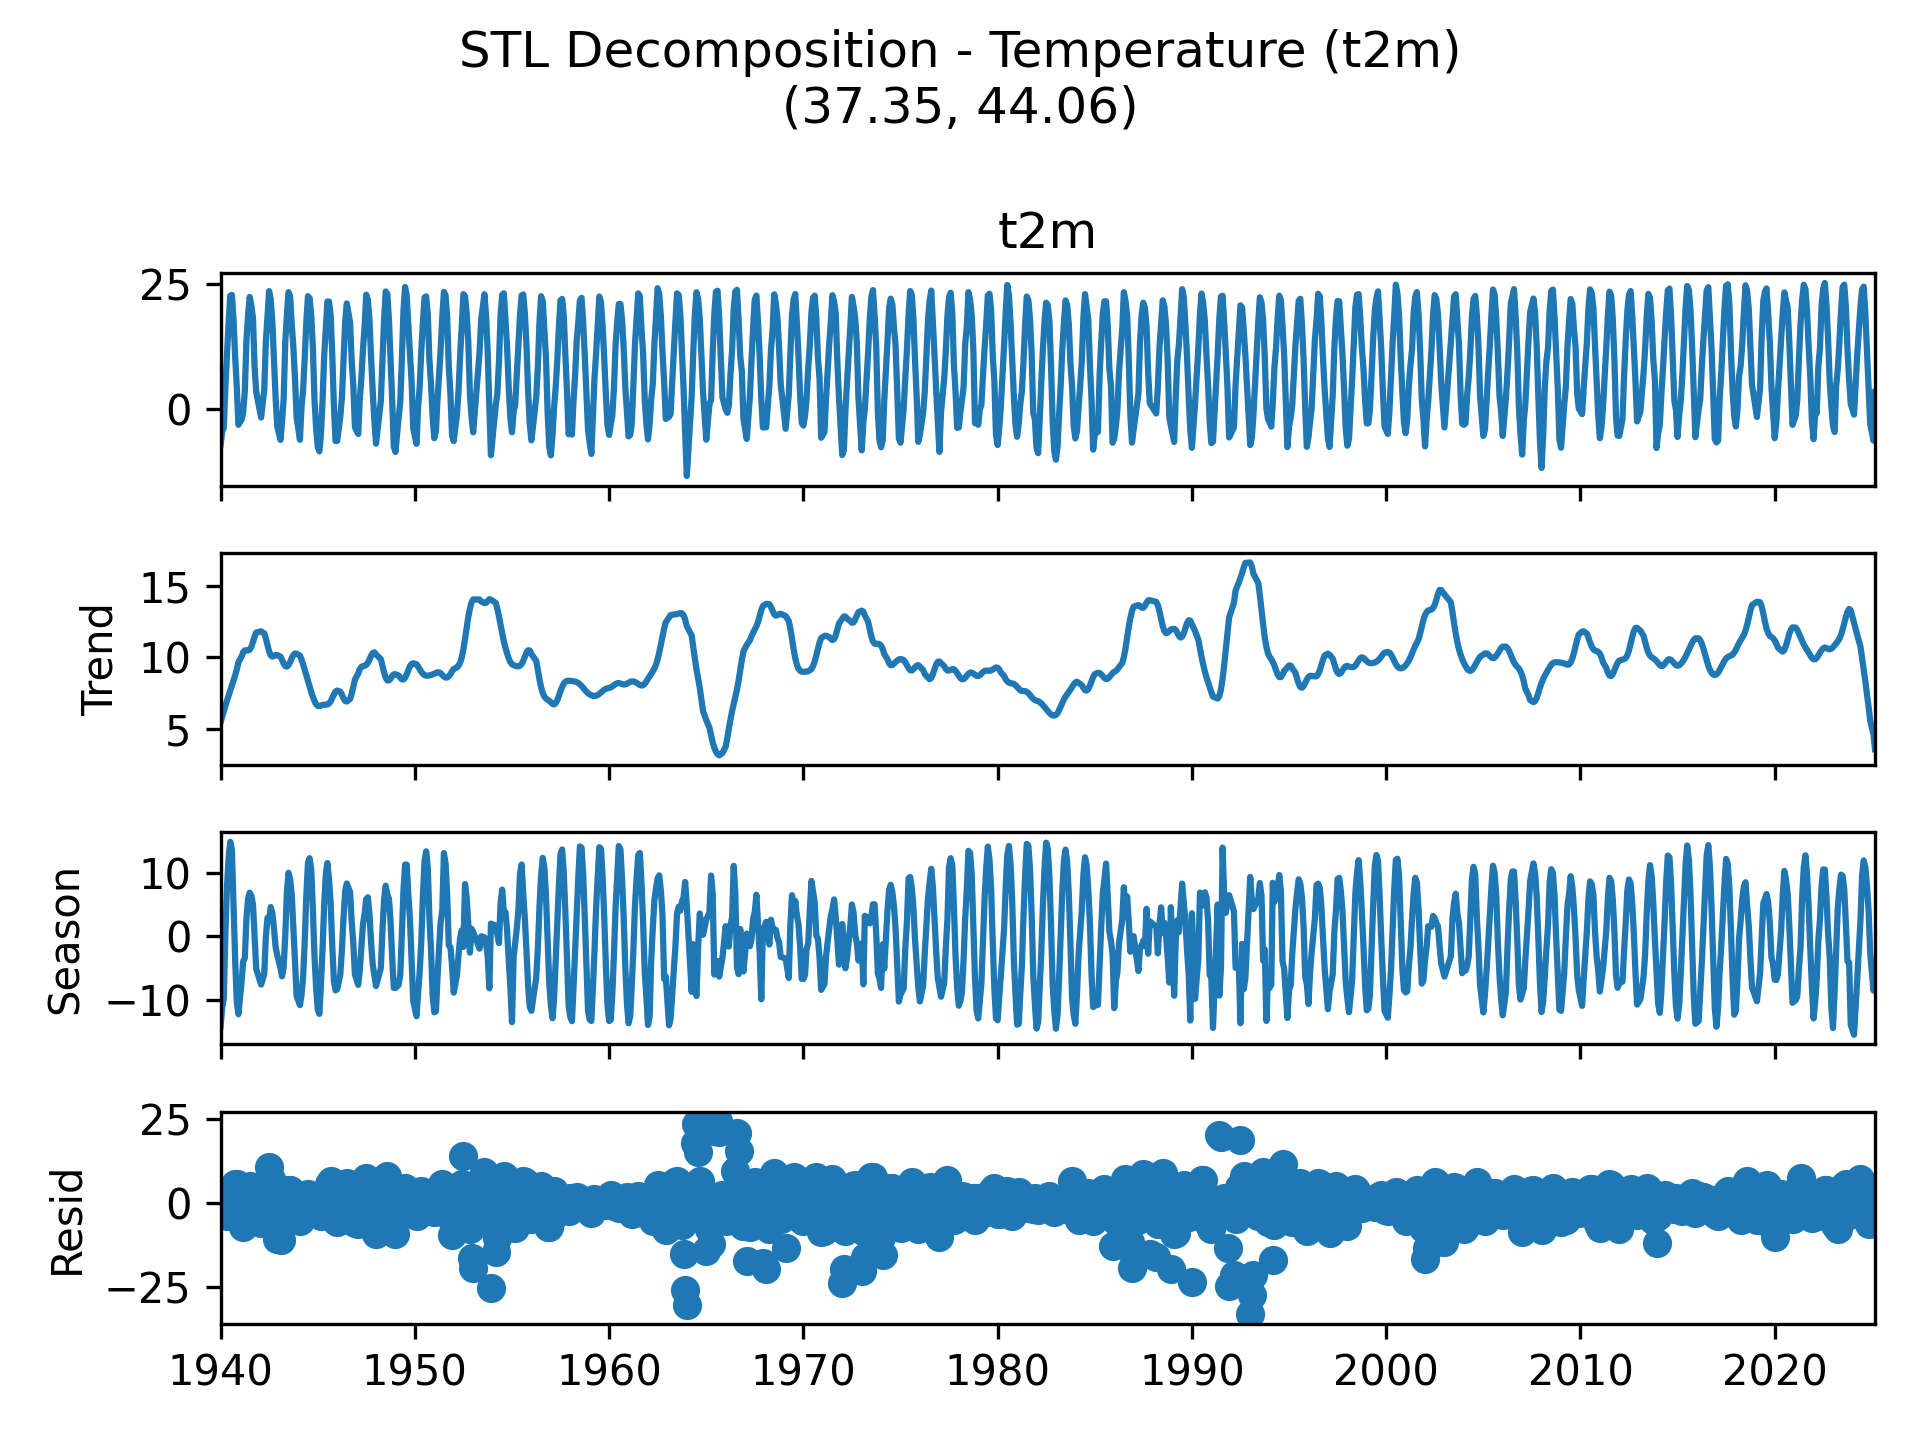 STL Decomposition - Temperature (t2m)
(37.35, 44.06)
t2m
25
0
Trend
15
10
5
Season
10
0
−10
Resid
25
0
−25
1940 1950 1960 1970 1980 1990 2000 2010 2020